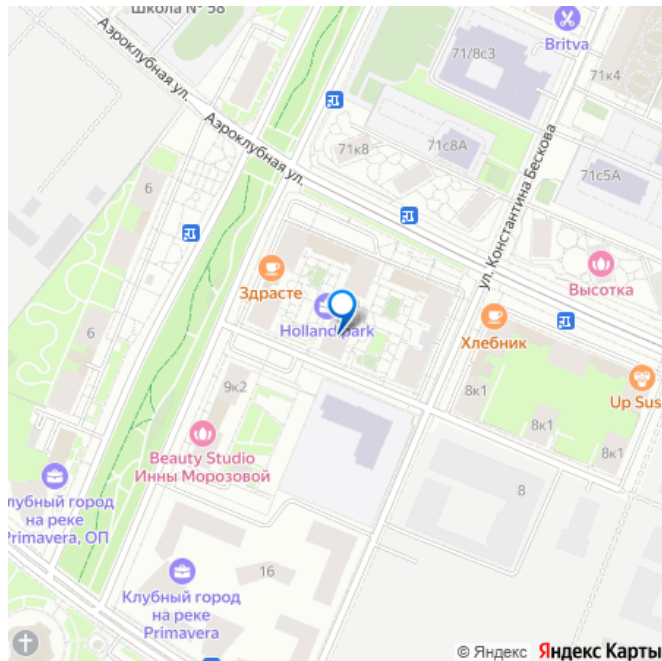 Школа № 58
Britva
71/8с3
71к4
Аэроклубная ул.
Аэроклубная ул.
71к8
71с8А
71с5А
ул. Константина Бескова
6
Здрасте
Holland park
Высотка
Хлебник
6
9к2
8к1
Up Sus
8к1
8к1
Beauty Studio
Инны Морозовой
8
лубный город
на реке
Primavera, ОП
16
Клубный город
на реке
Primavera
© Яндекс Яндекс Карты